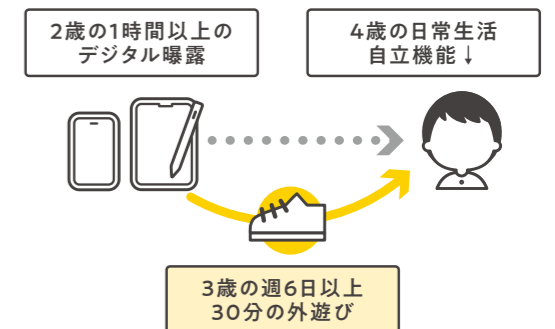 2歳の1時間以上の
デジタル曝露
4歳の日常生活
自立機能↓
3歳の週6日以上
30分の外遊び